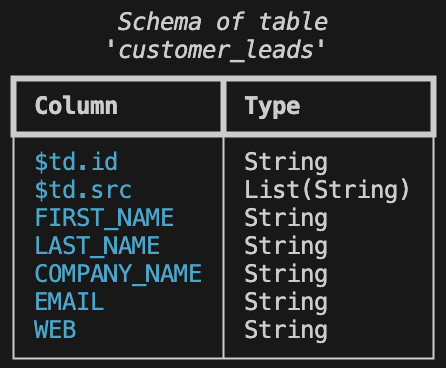 Schema of table
'customer_leads'
Column Type
$td.id String
$td.src List(String)
FIRST_NAME String
LAST_NAME String
COMPANY_NAME String
EMAIL String
WEB String